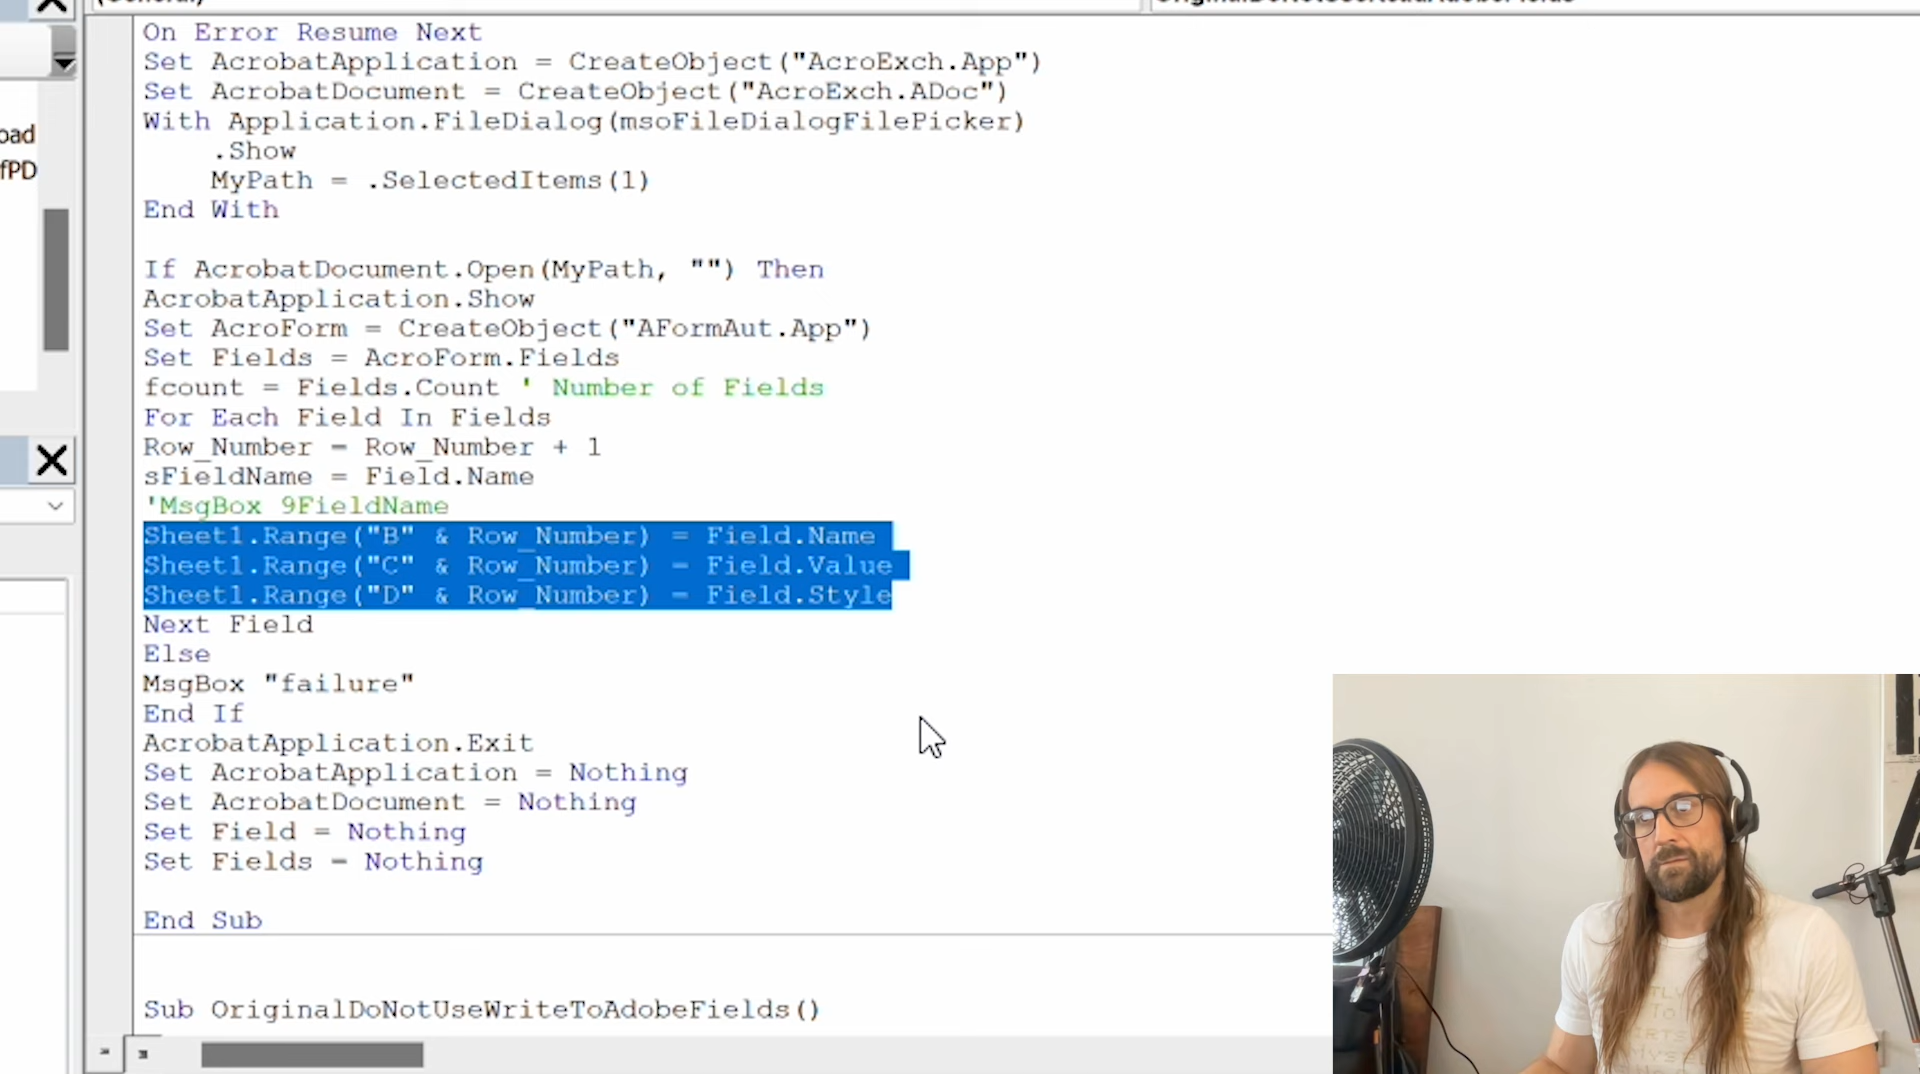 On Error Resume Next
Set AcrobatApplication = CreateObject("AcroExch.App")
Set AcrobatDocument = CreateObject("AcroExch.ADoc")
With Application.FileDialog(msoFileDialogFilePicker)
.Show
MyPath = .SelectedItems(1)
End With
If AcrobatDocument.Open(MyPath, "") Then
AcrobatApplication.Show
Set AcroForm = CreateObject("AFormAut.App")
Set Fields = AcroForm.Fields
fcount = Fields.Count ' Number of Fields
For Each Field In Fields
Row_Number = Row_Number + 1
sFieldName = Field.Name
'MsgBox 9FieldName
Sheet1.Range("B" & Row_Number) = Field.Name
Sheet1.Range("C" & Row_Number) = Field.Value
Sheet1.Range("D" & Row_Number) = Field.Style
Next Field
Else
MsgBox "failure"
End If
AcrobatApplication.Exit
Set AcrobatApplication = Nothing
Set AcrobatDocument = Nothing
Set Field = Nothing
Set Fields = Nothing
End Sub
Sub OriginalDoNotUseWriteToAdobeFields()
oad
fPD